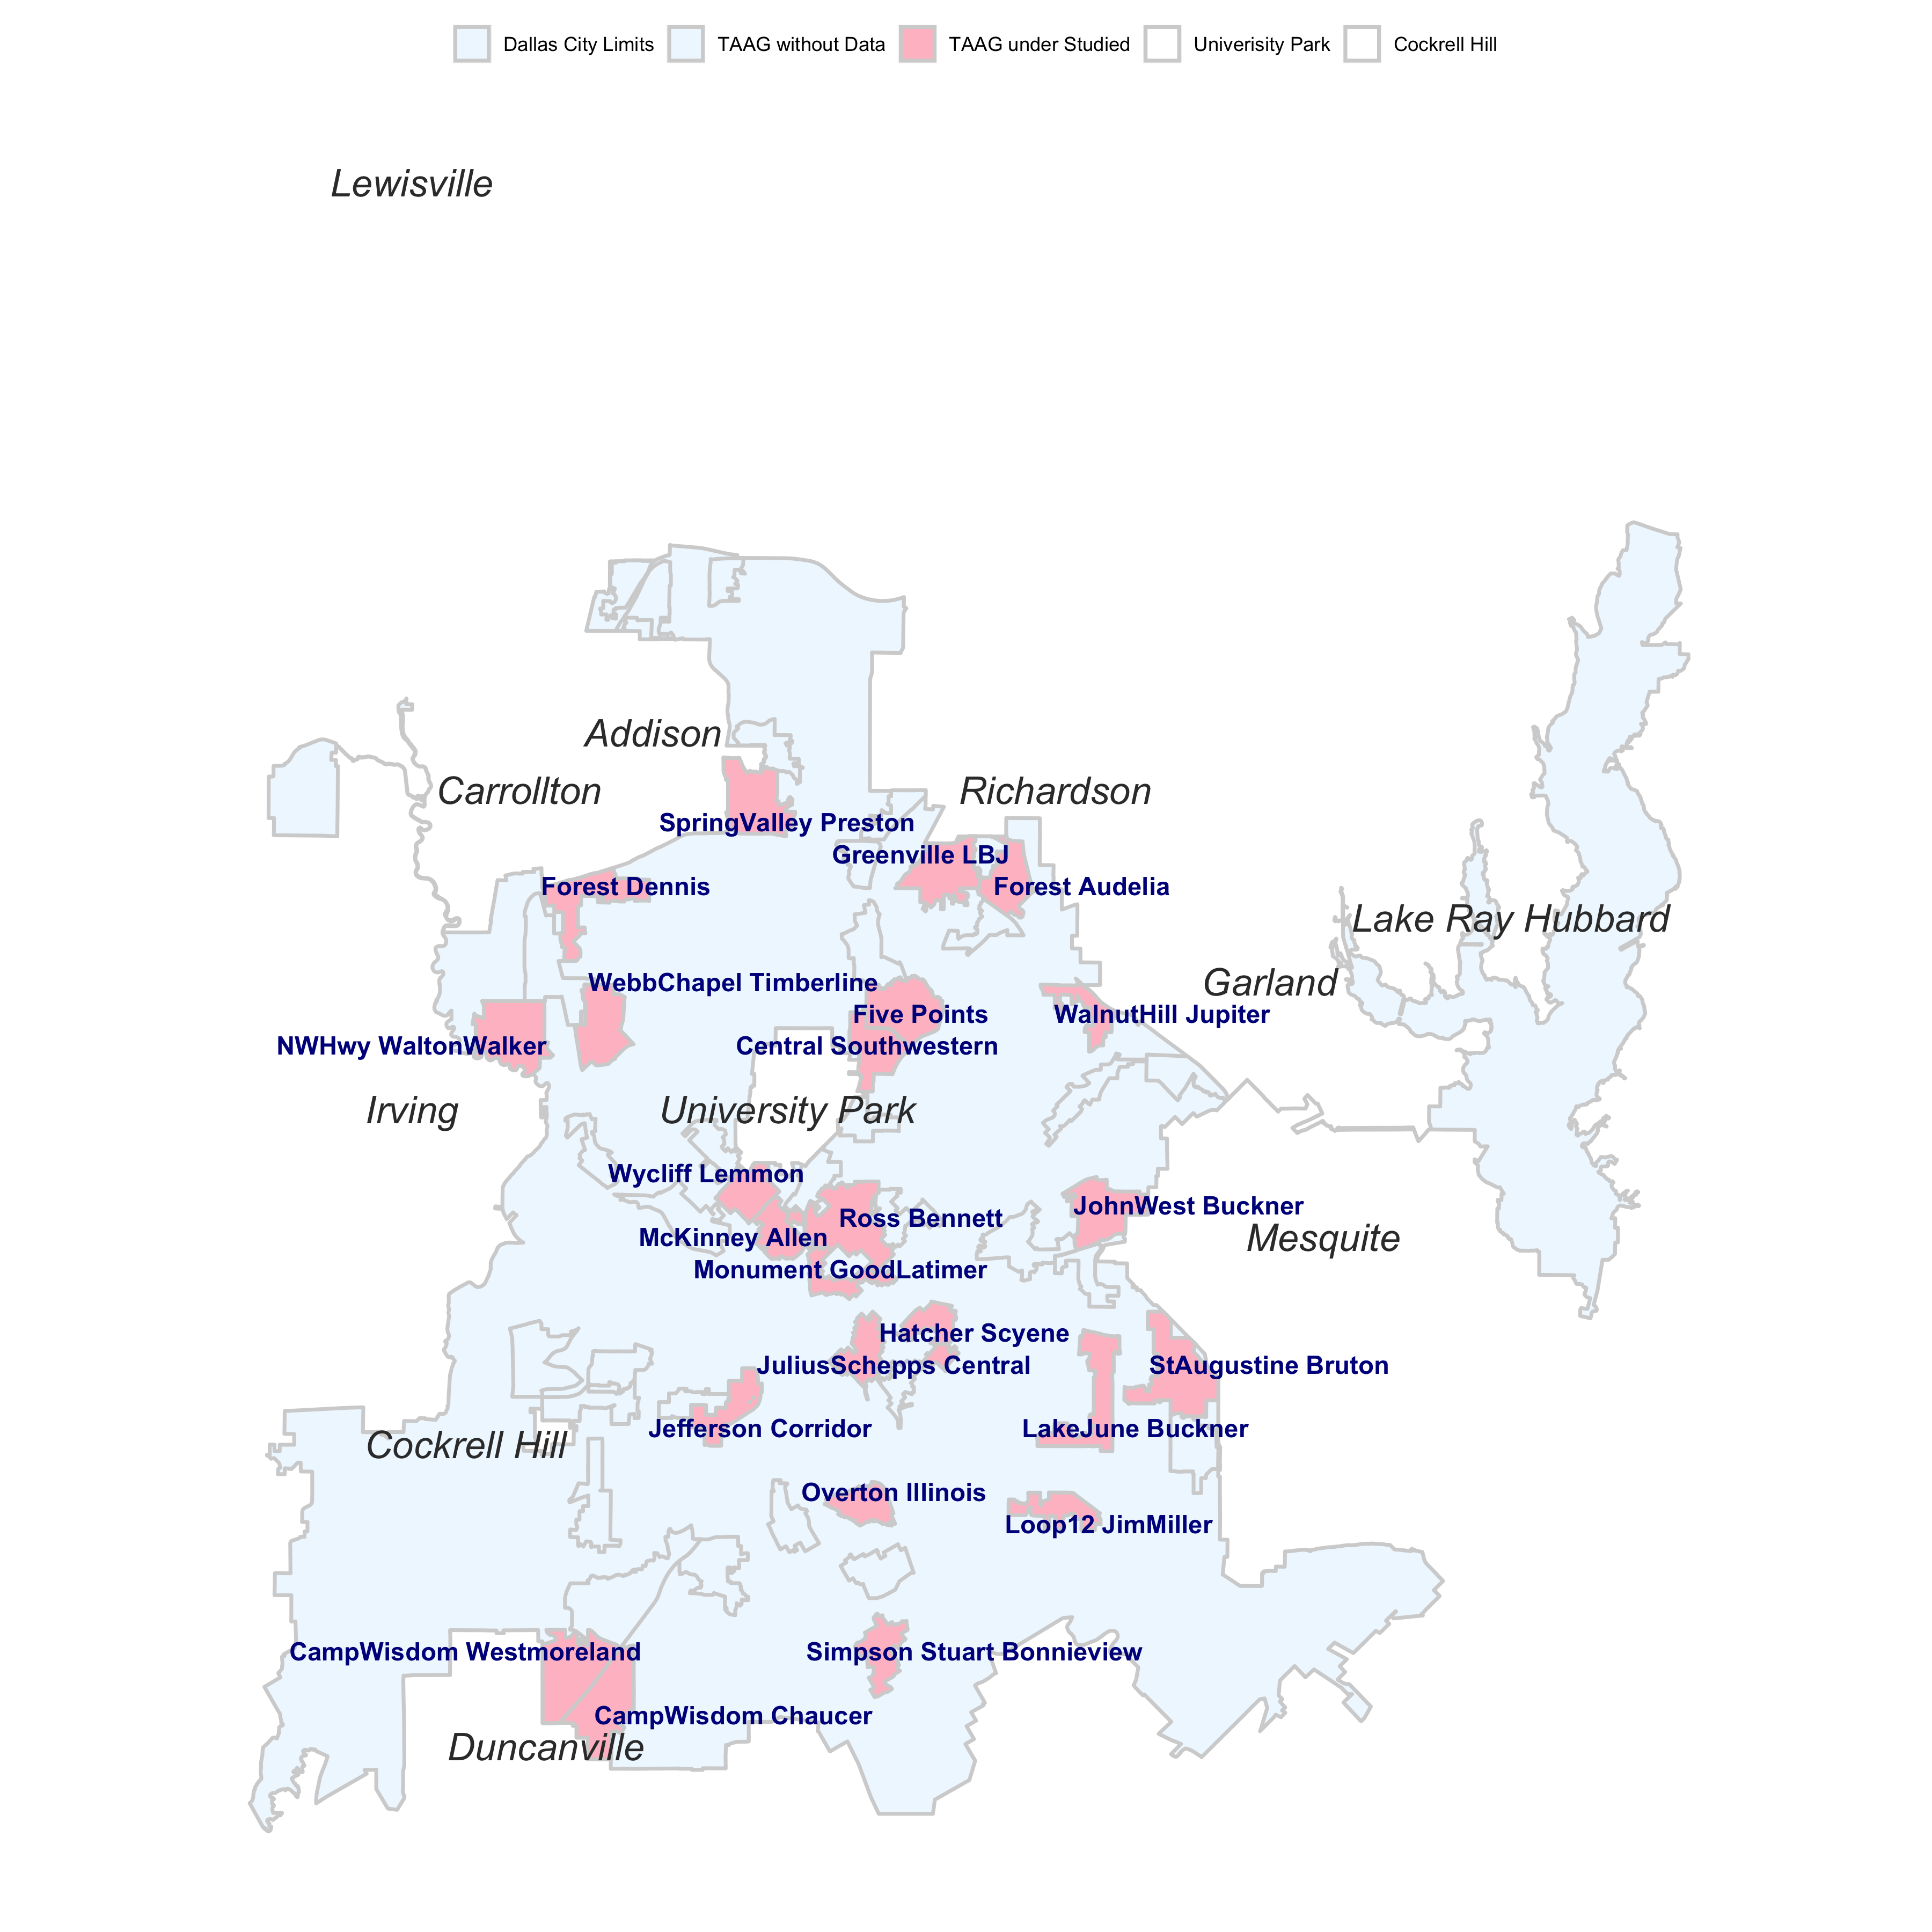 Dallas City Limits
TAAG without Data
TAAG under Studied
Univerisity Park
Cockrell Hill
Lewisville
Addison
Carrollton
Richardson
SpringValley Preston
Greenville LBJ
Forest Dennis
Forest Audelia
Lake Ray Hubbard
WebbChapel Timberline
Garland
Five Points
WalnutHill Jupiter
NWHwy WaltonWalker
Central Southwestern
Irving
University Park
Wycliff Lemmon
JohnWest Buckner
Ross Bennett
McKinney Allen
Mesquite
Monument GoodLatimer
Hatcher Scyene
JuliusSchepps Central
StAugustine Bruton
Jefferson Corridor
LakeJune Buckner
Cockrell Hill
Overton Illinois
Loop12 JimMiller
CampWisdom Westmoreland
Simpson Stuart Bonnieview
CampWisdom Chaucer
Duncanville